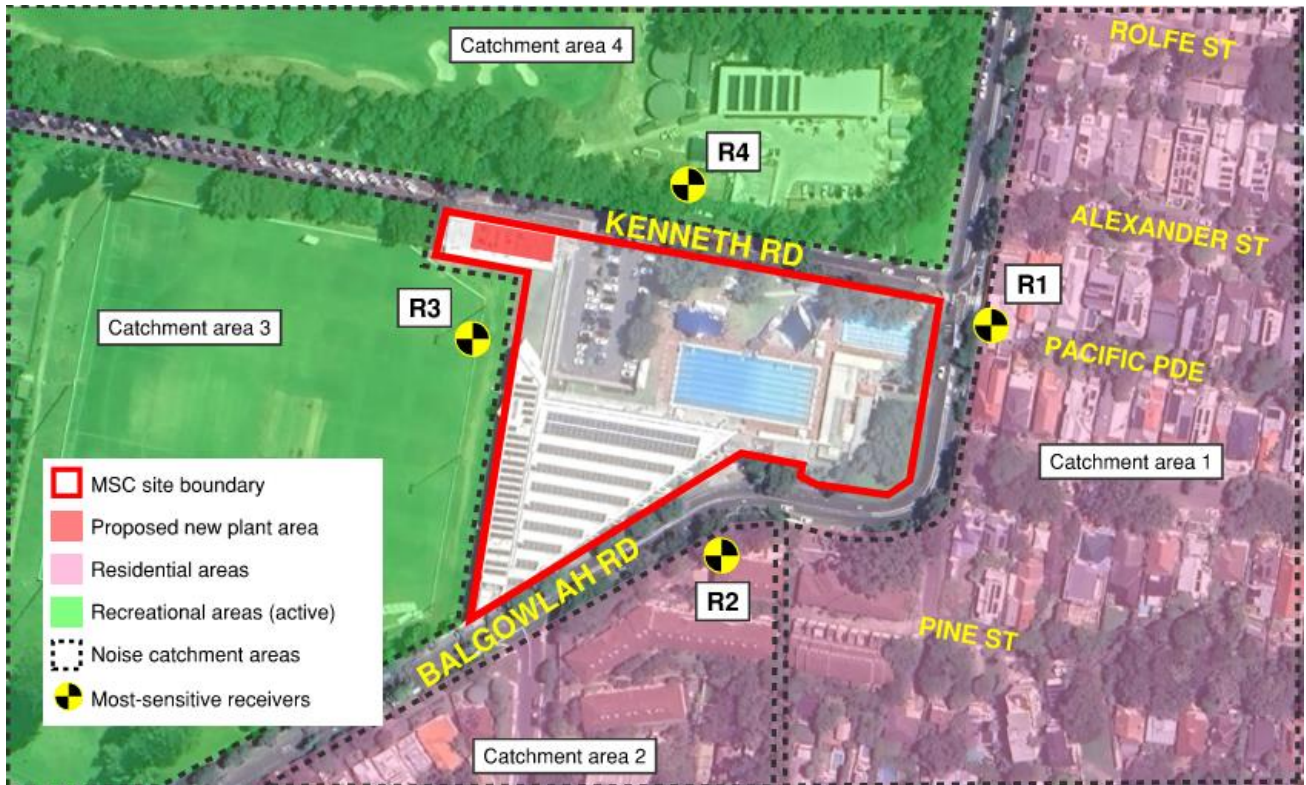 Catchment area 4
ROLFE ST
R4
KENNETH RD
ALEXANDER ST
R1
R3
Catchment area 3
PACIFIC PDE
Catchment area 1
MSC site boundary
Proposed new plant area
Residential areas
Recreational areas (active)
Noise catchment areas
Most-sensitive receivers
R2
BALGOWLAH RD
PINE ST
Catchment area 2